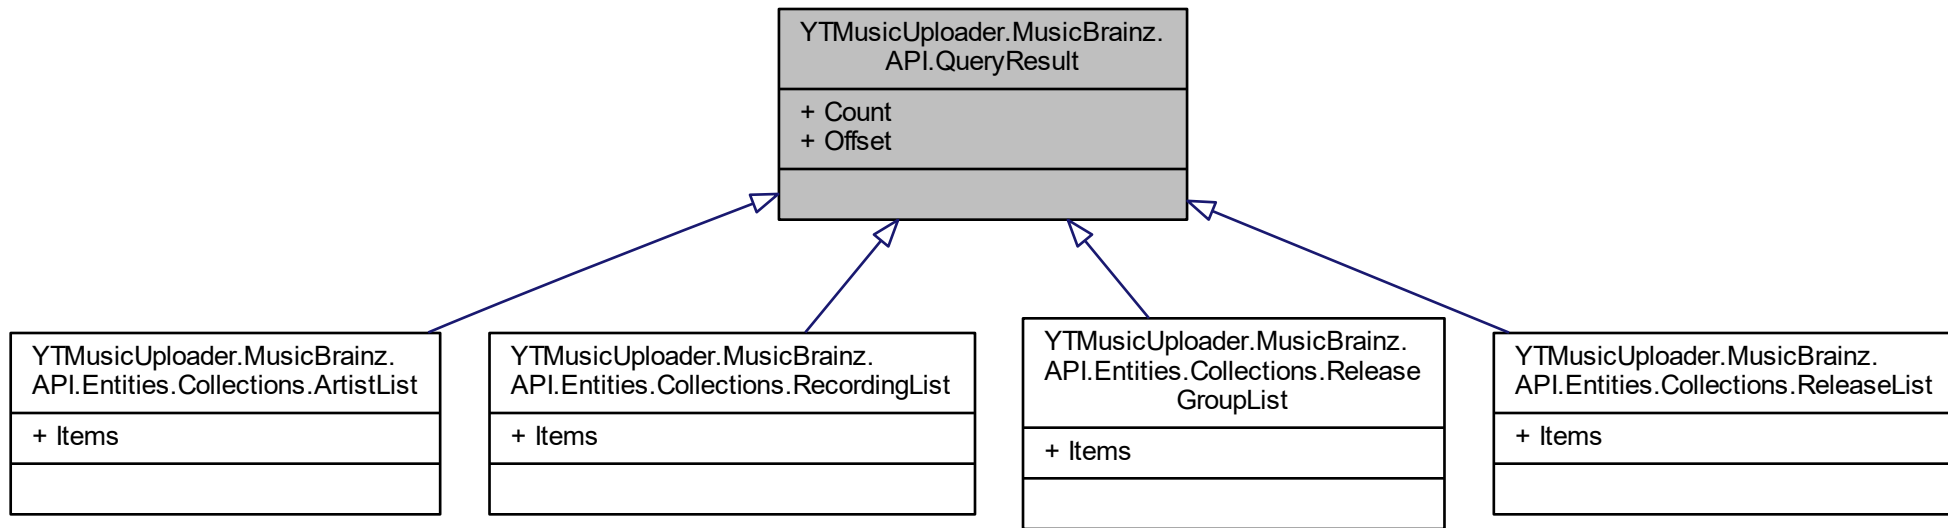 YTMusicUploader.MusicBrainz.
API.QueryResult
+ Count
+ Offset
YTMusicUploader.MusicBrainz.
API.Entities.Collections.ArtistList
+ Items
YTMusicUploader.MusicBrainz.
API.Entities.Collections.RecordingList
+ Items
YTMusicUploader.MusicBrainz.
API.Entities.Collections.Release
GroupList
+ Items
YTMusicUploader.MusicBrainz.
API.Entities.Collections.ReleaseList
+ Items